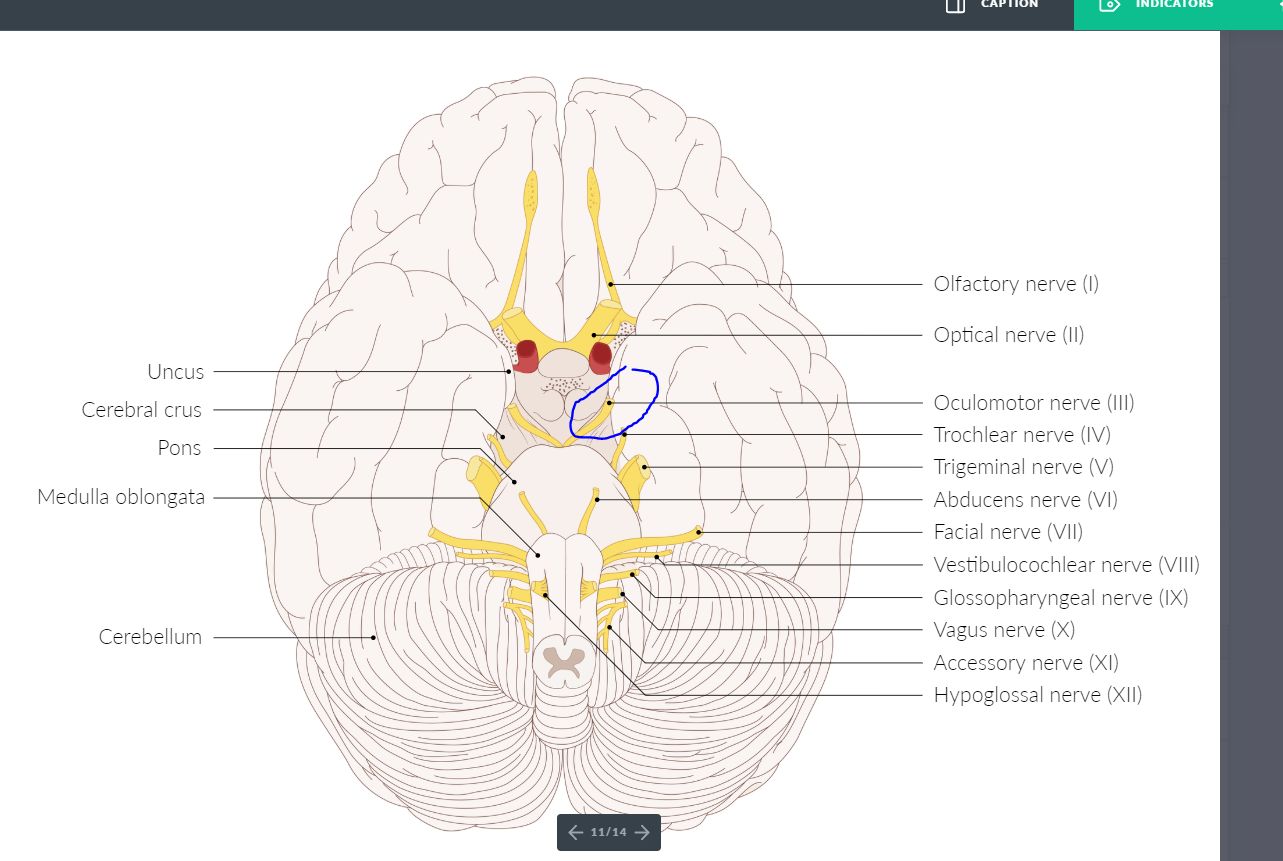 CAPTION
INDICATORS
Olfactory nerve (I)
Optical nerve (II)
Uncus
Cerebral crus
Pons
Medulla oblongata
Cerebellum
Oculomotor nerve (III)
Trochlear nerve (IV)
Trigeminal nerve (V)
Abducens nerve (VI)
Facial nerve (VII)
Vestibulocochlear nerve (VIII)
Glossopharyngeal nerve (IX)
Vagus nerve (X)
Accessory nerve (XI)
Hypoglossal nerve (XII)
11/14